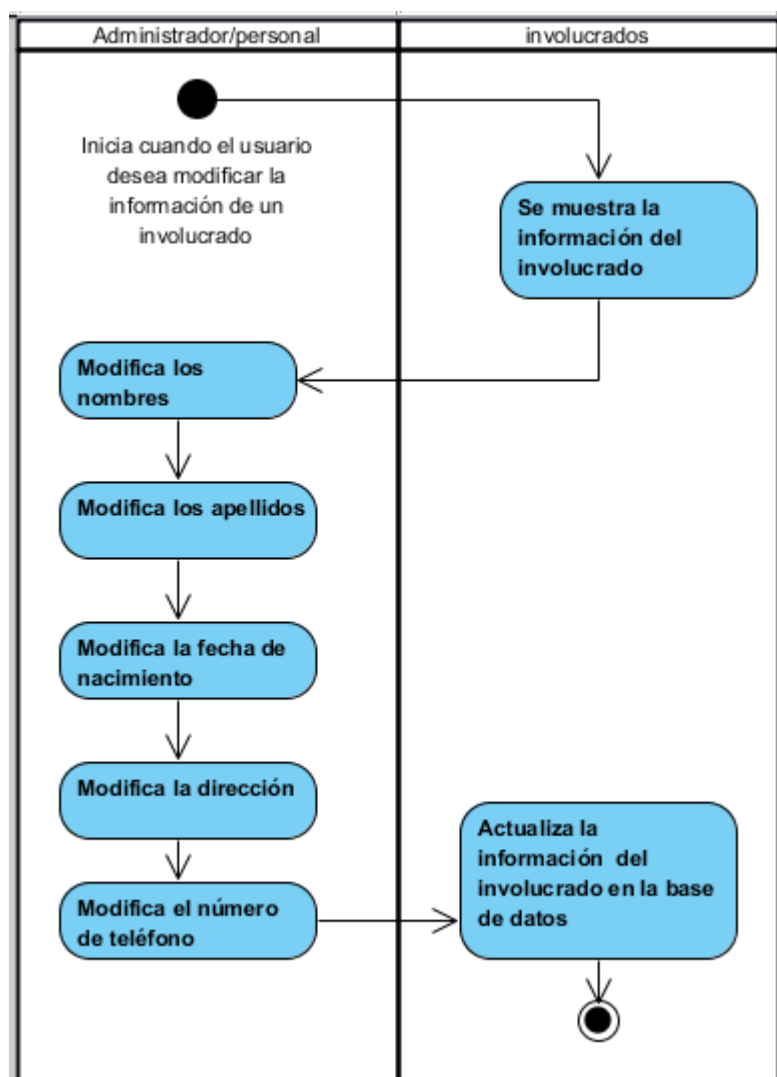 Administrador/personal
involucrados
Inicia cuando el usuario
desea modificar la
información de un
involucrado
Se muestra la
información del
involucrado
Modifica los
nombres
Modifica los apellidos
Modifica la fecha de
nacimiento
Modifica la dirección
Modifica el número
de teléfono
Actualiza la
información del
involucrado en la base
de datos